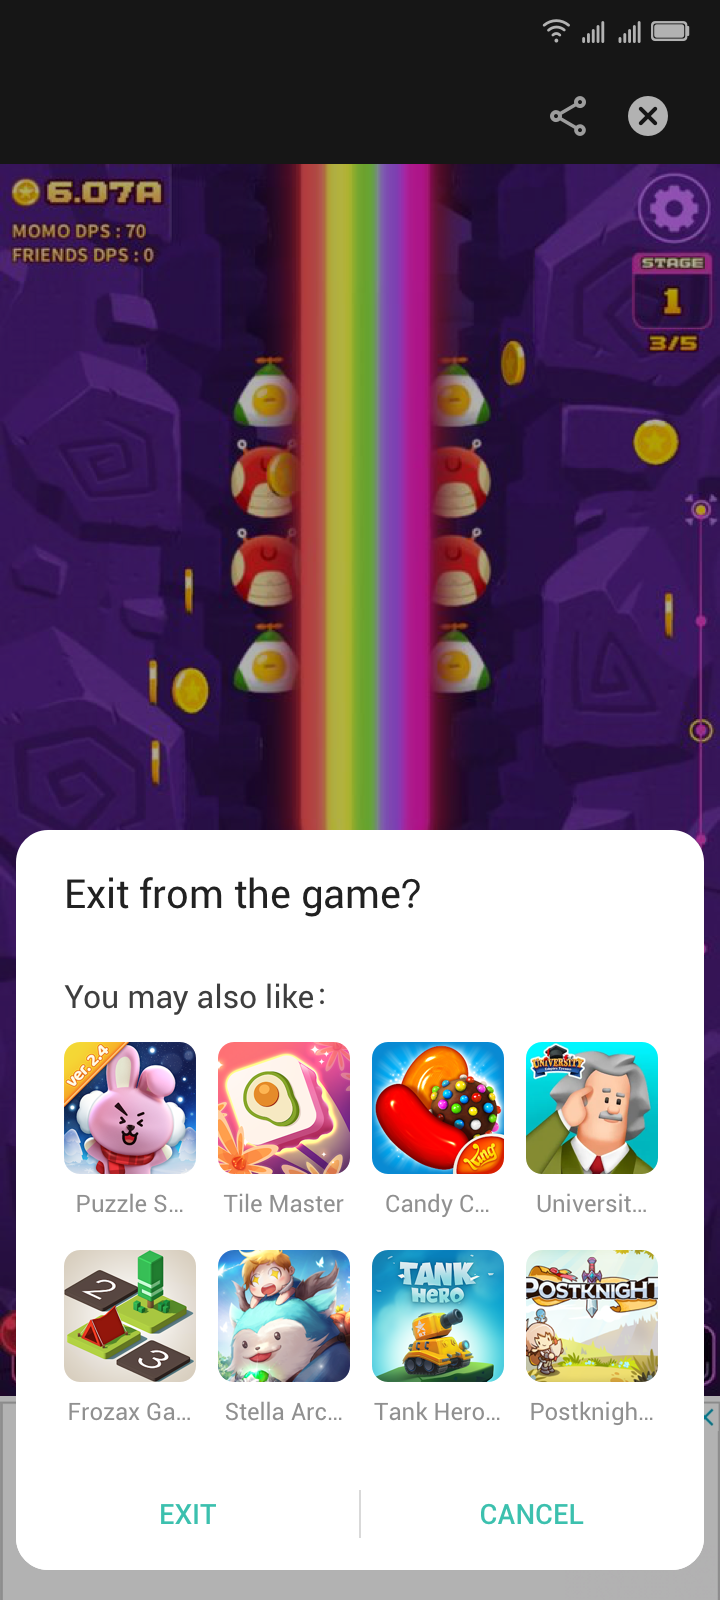 6.07A
MOMO DPS : 70
FRIENDS DPS : 0
STAGE
1
3/5
Exit from the game?
You may also like:
ver. 2.4
UNIVERSITY
King
Puzzle S...
Tile Master
Candy C...
Universit...
2
3
TANK
HERO
POSTKNIGHT
Frozax Ga...
Stella Arc...
Tank Hero...
Postknigh...
EXIT
CANCEL